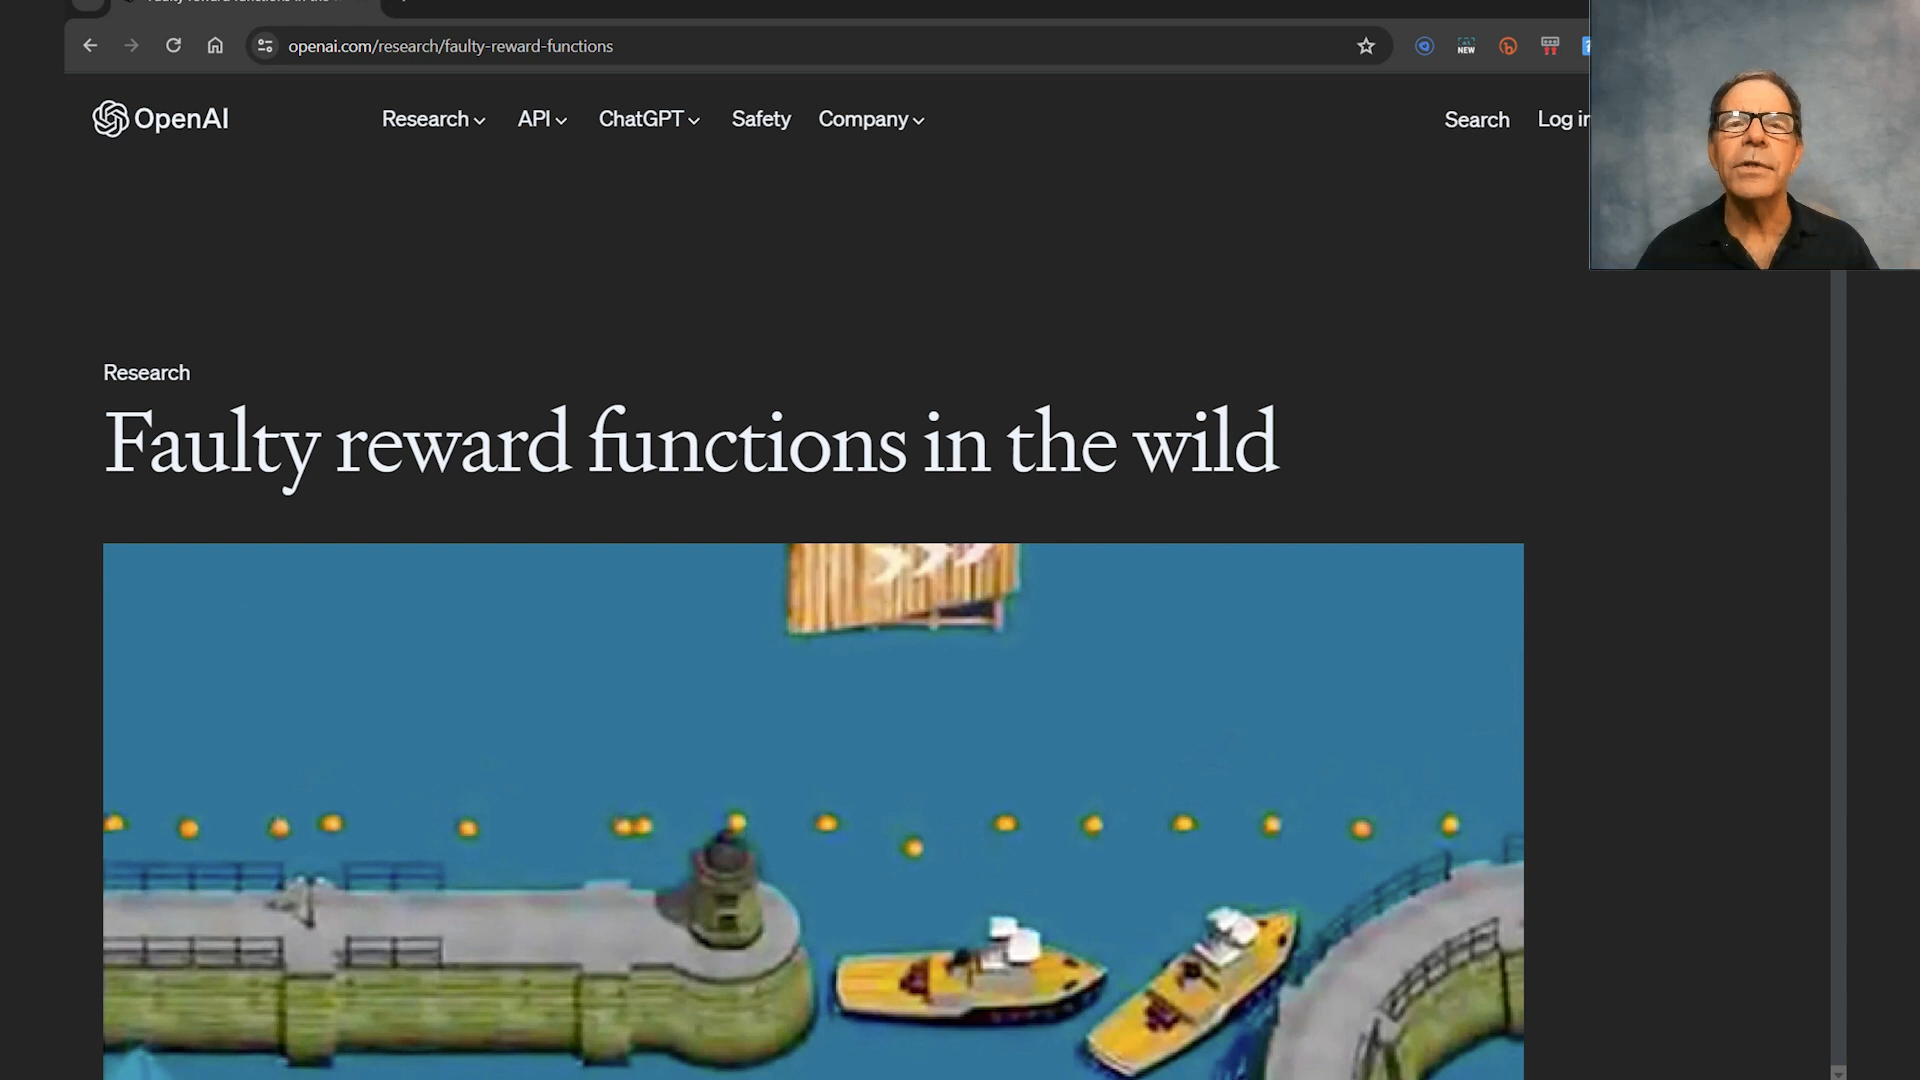 openai.com/research/faulty-reward-functions
NEW
OpenAI
Research
API
ChatGPT
Safety
Company
Search
Log in
Research
Faulty reward functions in the wild